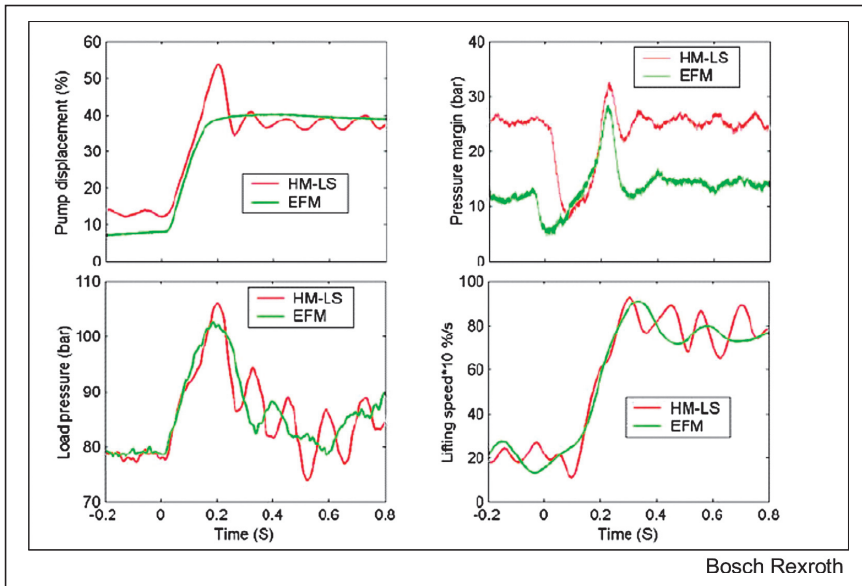 60
50
40
30
20
10
0
Pump displacement (%)
HM-LS
EFM
40
30
20
10
0
Pressure margin (bar)
HM-LS
EFM
110
100
90
80
70
Load pressure (bar)
HM-LS
EFM
-0.2 0 0.2 0.4 0.6 0.8
Time (S)
100
80
60
40
20
0
Lifting speed*10 %/s
HM-LS
EFM
-0.2 0 0.2 0.4 0.6 0.8
Time (S)
Bosch Rexroth